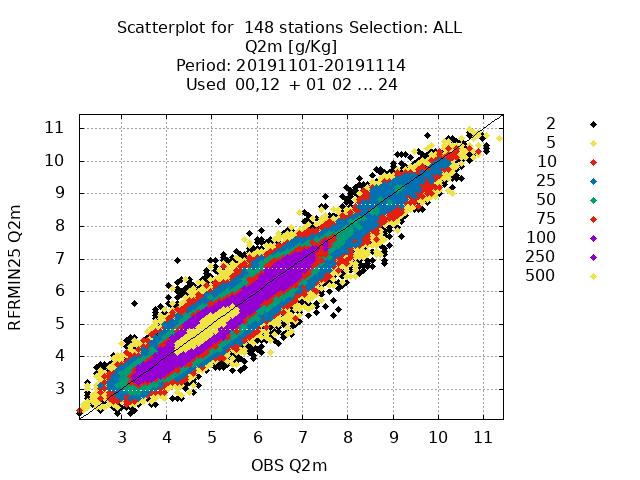 Scatterplot for  148 stations Selection: ALL
Q2m [g/Kg]
Period: 20191101-20191114
Used  00,12  + 01 02 ... 24
2
5
10
25
50
75
100
250
500
11
10
9
8
7
6
5
4
3
RFRMIN25 Q2m
3 4 5 6 7 8 9 10 11
OBS Q2m